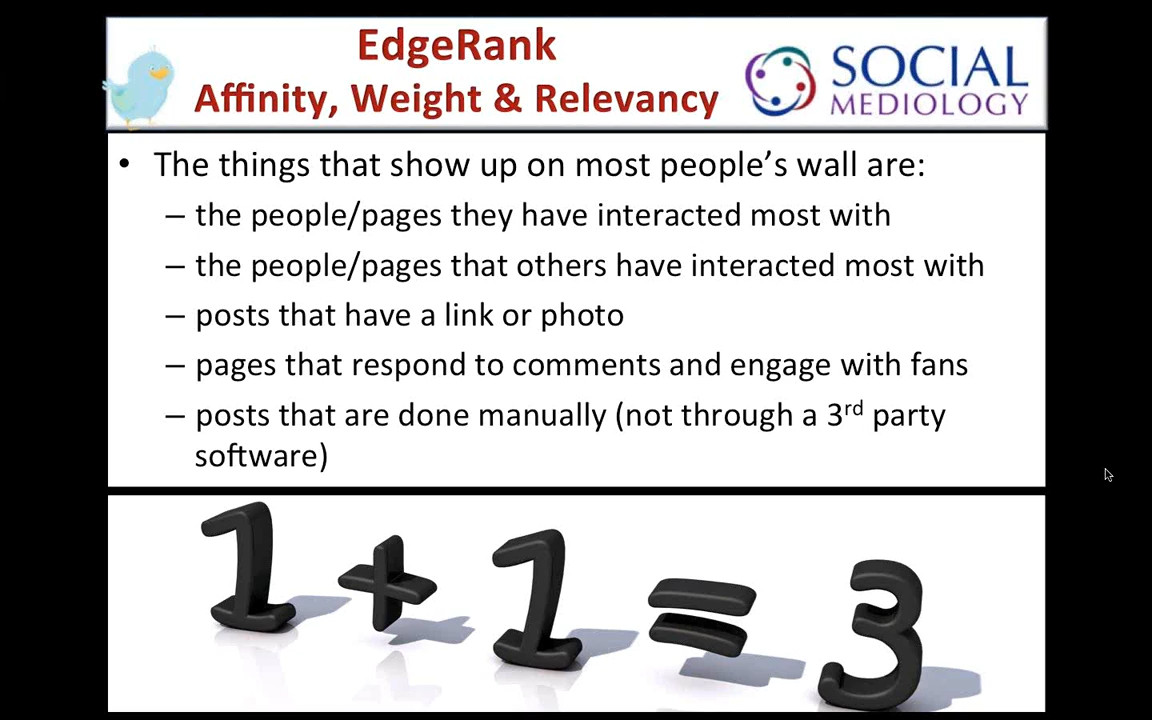 EdgeRank
Affinity, Weight & Relevancy
SOCIAL
MEDIOLOGY
• The things that show up on most people’s wall are:
– the people/pages they have interacted most with
– the people/pages that others have interacted most with
– posts that have a link or photo
– pages that respond to comments and engage with fans
– posts that are done manually (not through a 3rd party
software)
1 + 1 = 3